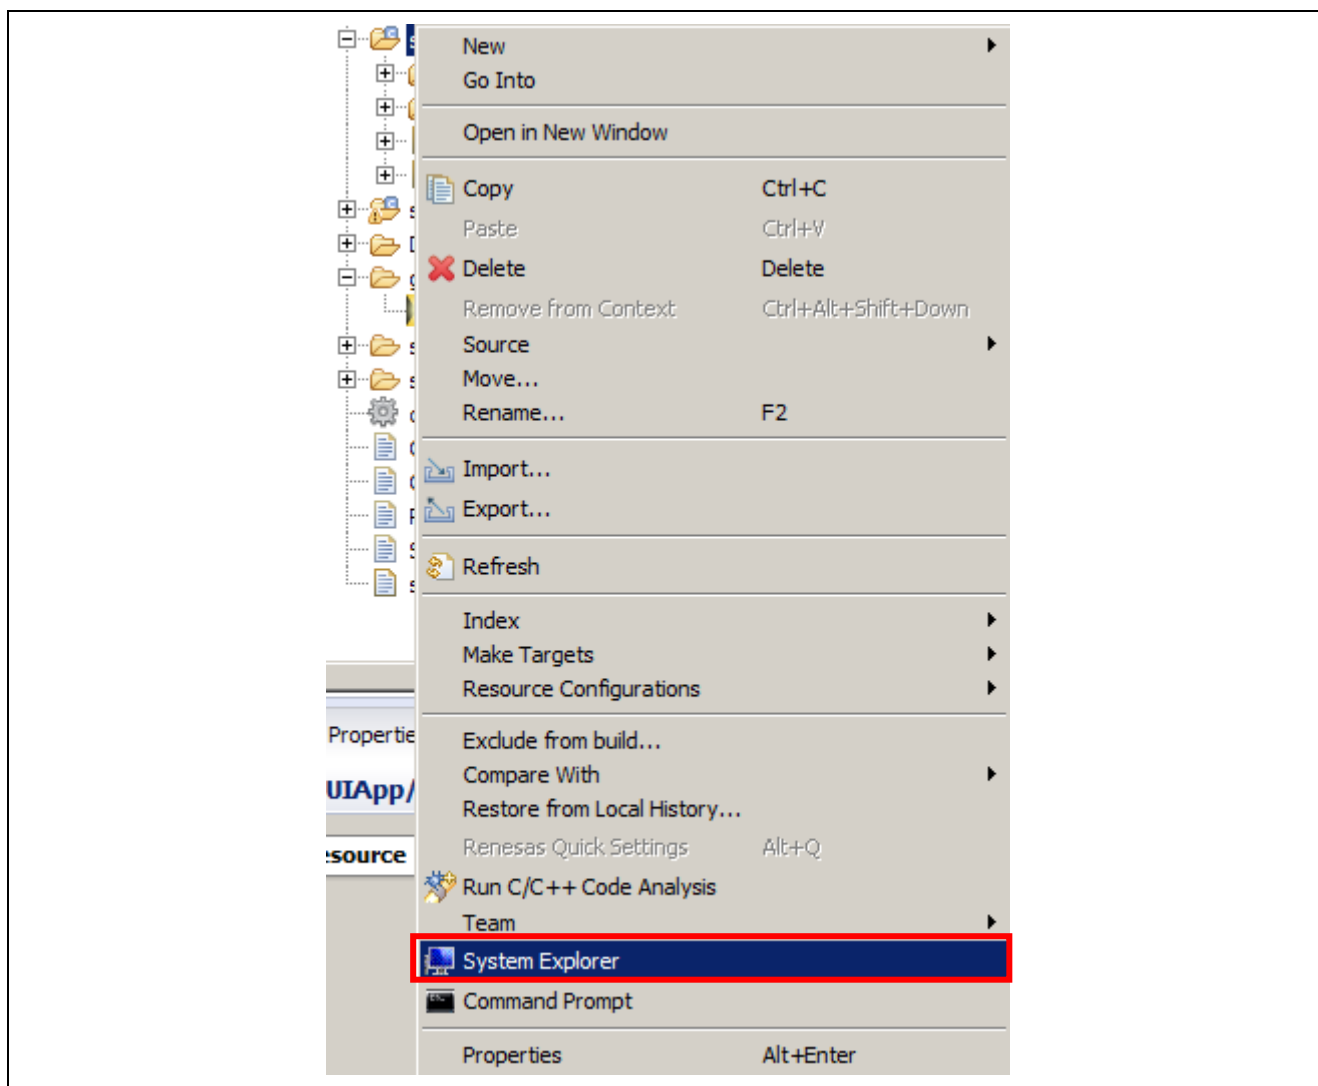 New
Go Into
Open in New Window
Copy Ctrl+C
Paste Ctrl+V
Delete Delete
Remove from Context Ctrl+Alt+Shift+Down
Source
Move...
Rename... F2
Import...
Export...
Refresh
Index
Make Targets
Resource Configurations
Propertie
Exclude from build...
Compare With
UIApp/
Restore from Local History...
Renesas Quick Settings Alt+Q
esource
Run C/C++ Code Analysis
Team
System Explorer
Command Prompt
Properties Alt+Enter